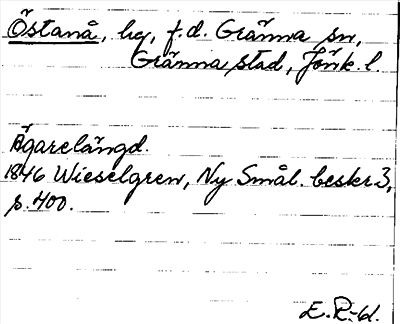 Östanå, hg, f.d. Gränna sn,
Gränna stad, Jönk. l.
Ägarelängd.
1846 Wieselgren, Ny Smål. beskr 3,
s. 400.
E. R-d.